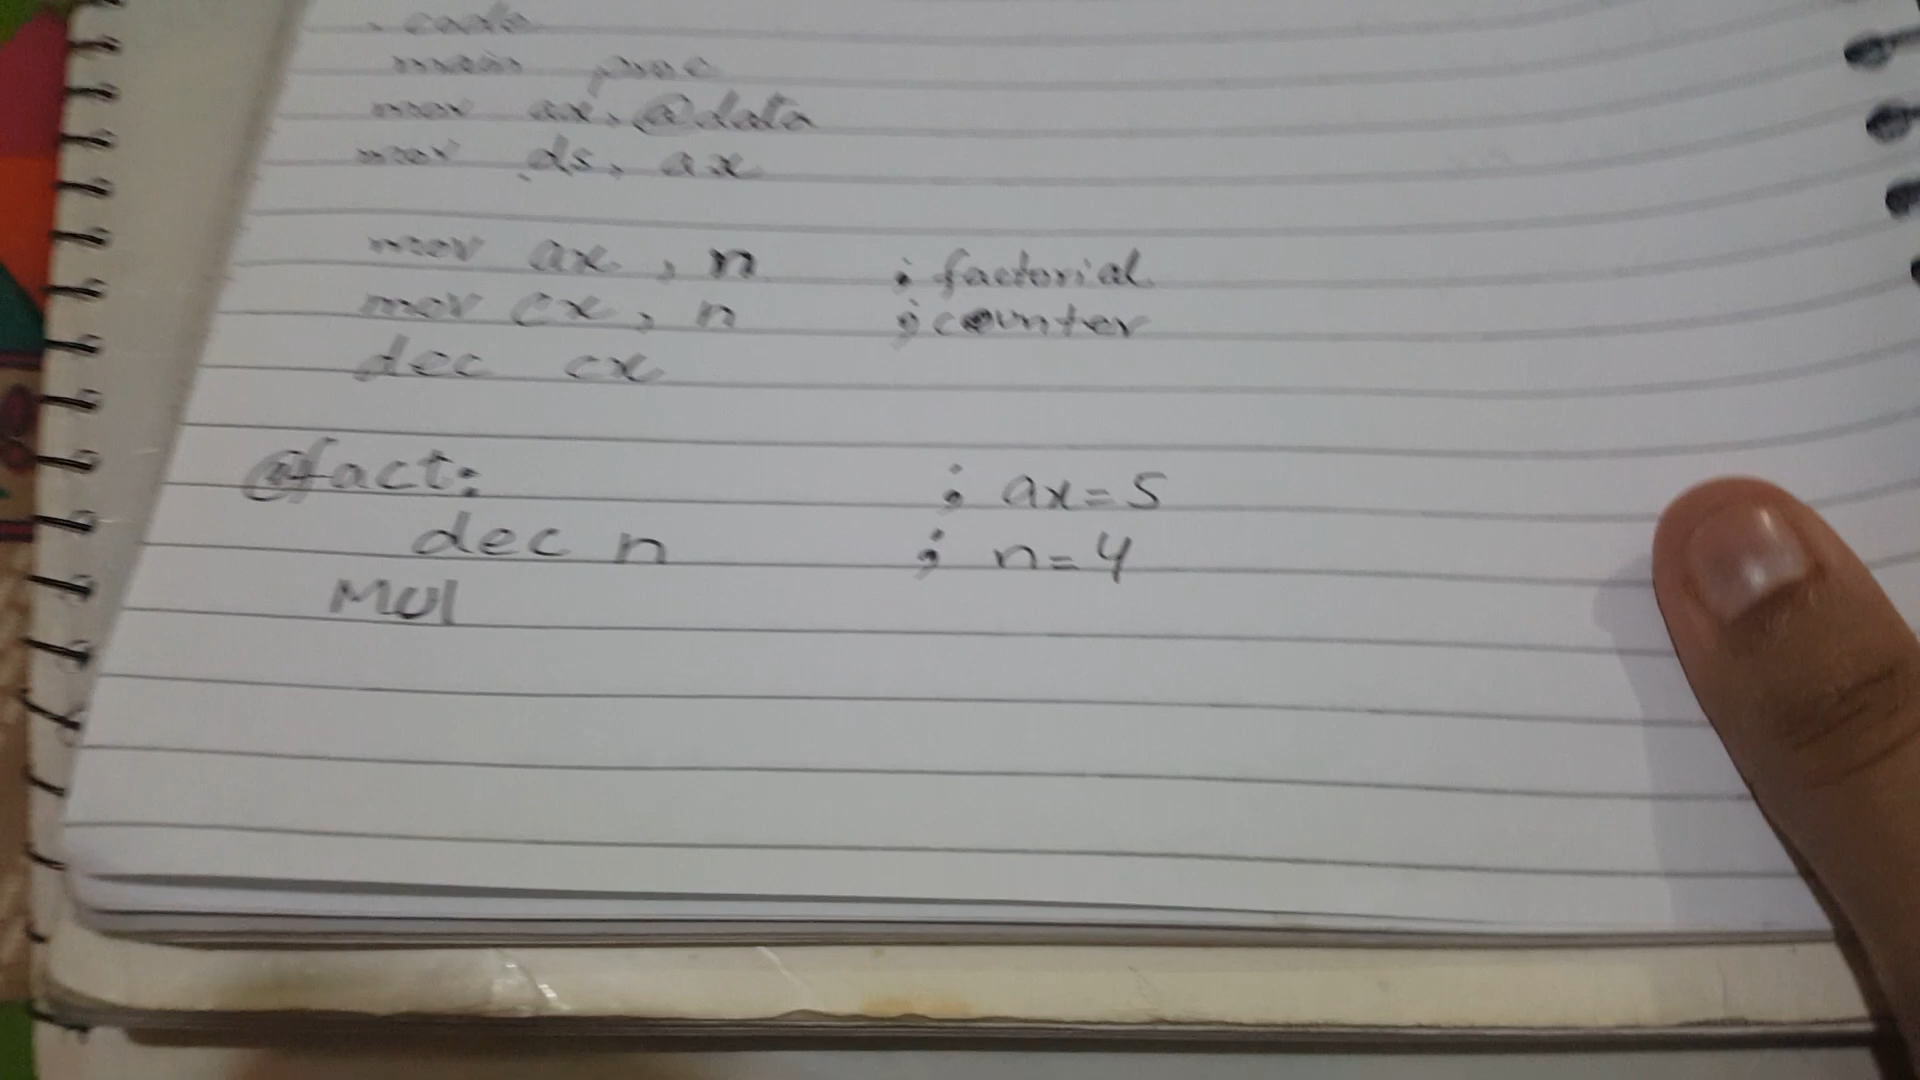 .code
main proc
mov ax, @data
mov ds, ax
mov ax, n ; factorial
mov cx, n ; counter
dec cx
@fact: ; ax=5
dec n ; n=4
Mul